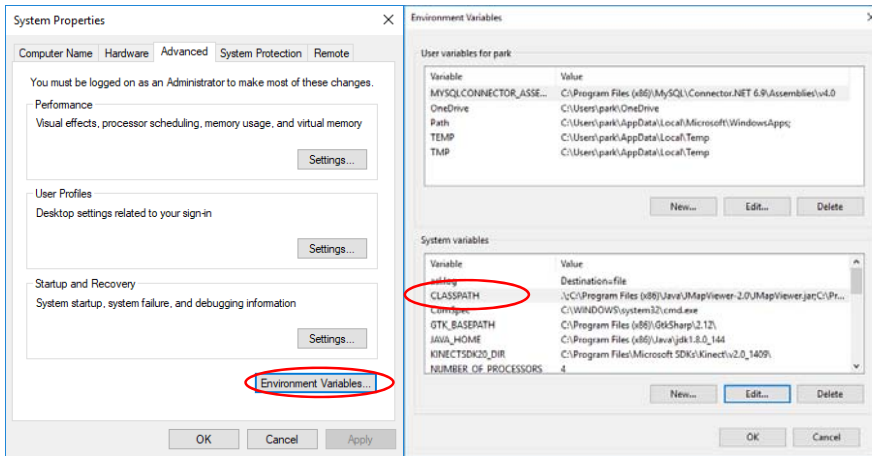 System Properties
Computer Name Hardware Advanced System Protection Remote
You must be logged on as an Administrator to make most of these changes.
Performance
Visual effects, processor scheduling, memory usage, and virtual memory
Settings...
User Profiles
Desktop settings related to your sign-in
Settings...
Startup and Recovery
System startup, system failure, and debugging information
Settings...
Environment Variables...
OK Cancel Apply
Environment Variables
User variables for park
Variable Value
MYSQLCONNECTOR_ASSE... C:\Program Files (x86)\MySQL\Connector.NET 6.9\Assemblies\v4.0
OneDrive C:\Users\park\OneDrive
Path C:\Users\park\AppData\Local\Microsoft\WindowsApps;
TEMP C:\Users\park\AppData\Local\Temp
TMP C:\Users\park\AppData\Local\Temp
New... Edit... Delete
System variables
Variable Value
Destination=file
CLASSPATH .\;C:\Program Files (x86)\Java\JMapViewer-2.0\JMapViewer.jar;C:\Pr...
ComSpec C:\WINDOWS\system32\cmd.exe
GTK_BASEPATH C:\Program Files (x86)\GtkSharp\2.12\
JAVA_HOME C:\Program Files (x86)\Java\jdk1.8.0_144
KINECTSDK20_DIR C:\Program Files\Microsoft SDKs\Kinect\v2.0_1409\
NUMBER_OF_PROCESSORS 4
New... Edit... Delete
OK Cancel